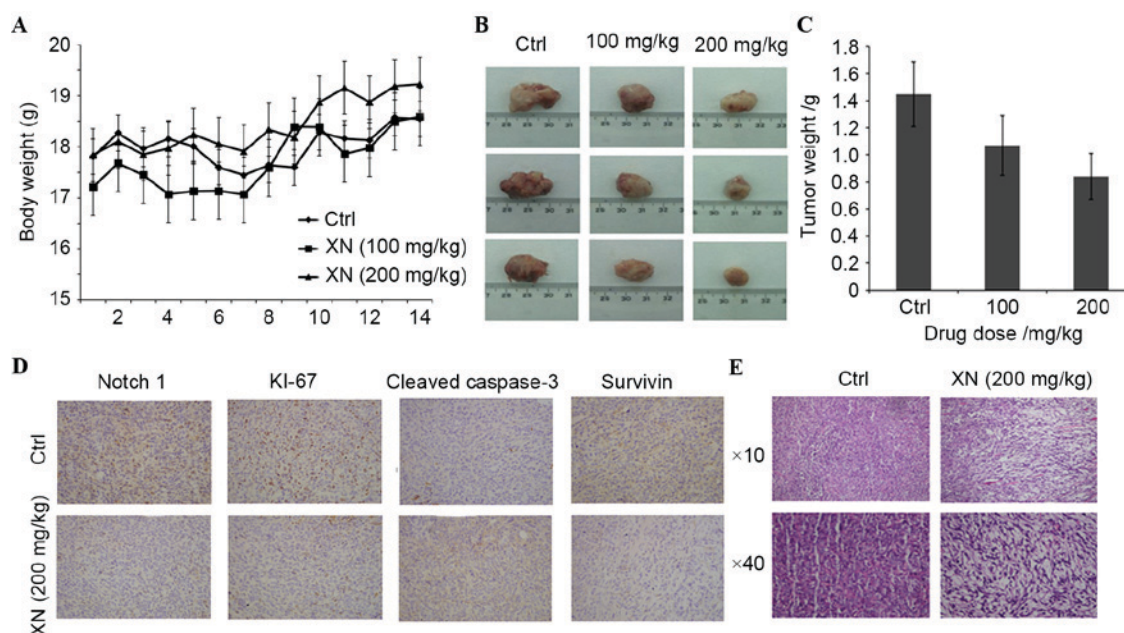 A
20
19
18
17
16
15
Body weight (g)
Ctrl
XN (100 mg/kg)
XN (200 mg/kg)
2 4 6 8 10 12 14
B
Ctrl 100 mg/kg 200 mg/kg
C
1.8
1.6
1.4
1.2
1.0
0.8
0.6
0.4
0.2
0
Tumor weight /g
Ctrl 100 200
Drug dose /mg/kg
D
Notch 1 KI-67 Cleaved caspase-3 Survivin
Ctrl
XN (200 mg/kg)
E
Ctrl XN (200 mg/kg)
×10
×40